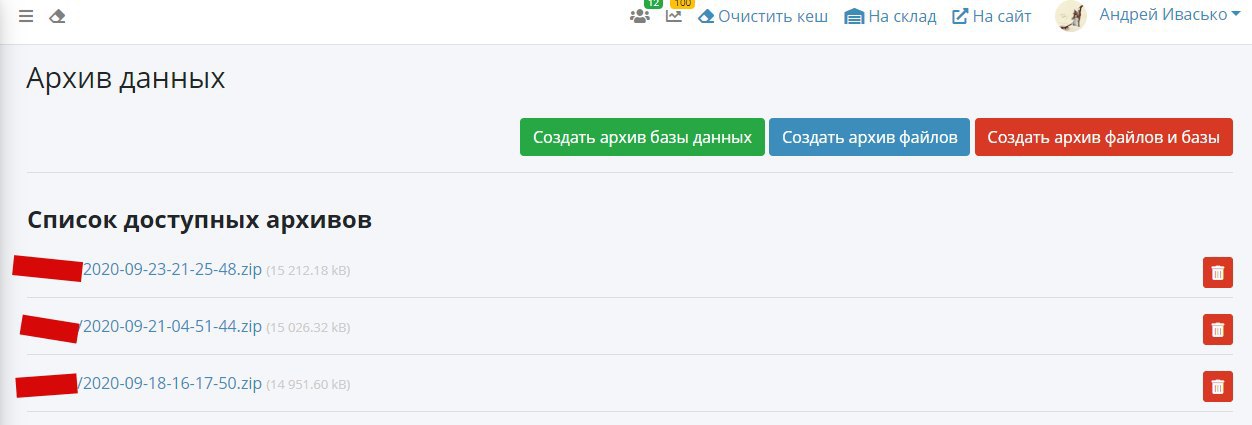 12 100
Очистить кеш На склад На сайт Андрей Ивасько
Архив данных
Создать архив базы данных Создать архив файлов Создать архив файлов и базы
Список доступных архивов
/2020-09-23-21-25-48.zip (15 212.18 kB)
/2020-09-21-04-51-44.zip (15 026.32 kB)
/2020-09-18-16-17-50.zip (14 951.60 kB)